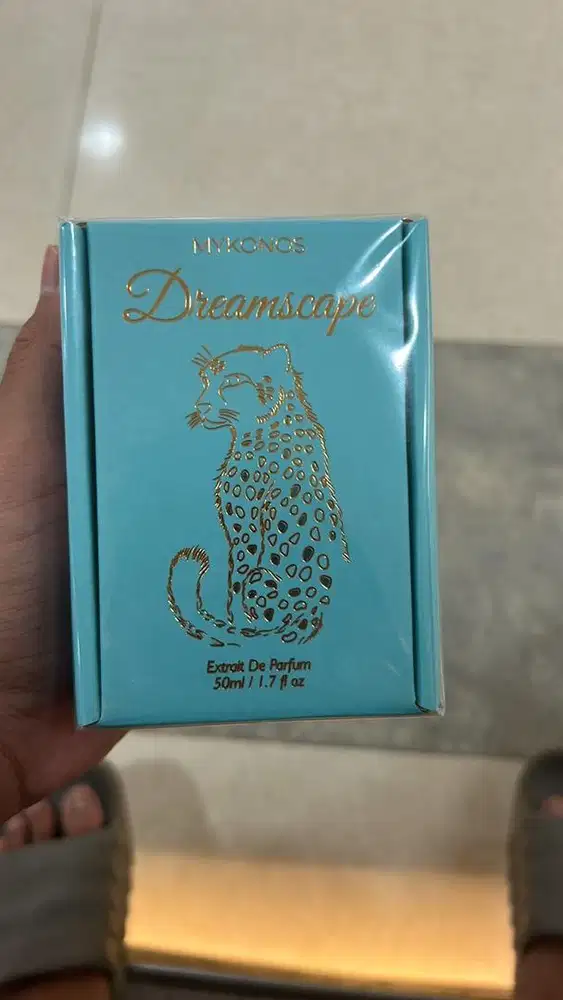 MYKONOS
Dreamscape
Extrait De Parfum
50ml / 1.7 fl oz